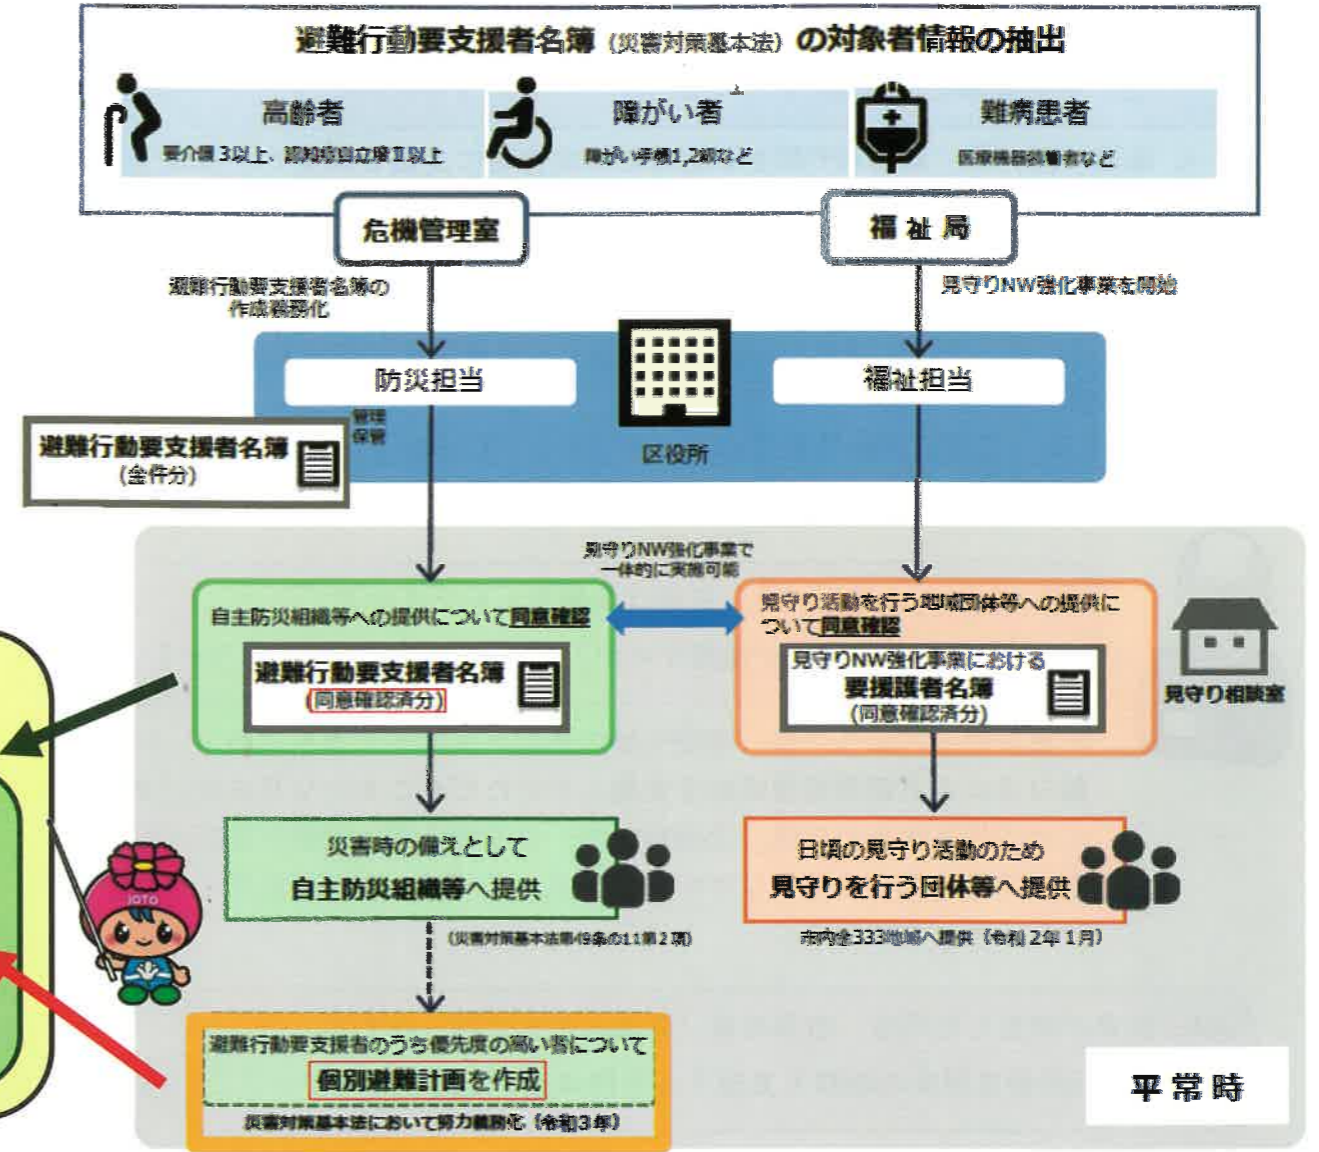 避難行動要支援者名簿（災害対策基本法）の対象者情報の抽出
高齢者
要介護３以上、認知症自立度Ⅱ以上
障がい者
障がい手帳1,2級など
難病患者
医療機器装着者など
危機管理室
福祉局
避難行動要支援者名簿の
作成義務化
見守りNW強化事業を開始
防災担当
福祉担当
管理
保管
避難行動要支援者名簿
(全件分)
区役所
見守りNW強化事業で
一体的に実施可能
自主防災組織等への提供について同意確認
避難行動要支援者名簿
(同意確認済分)
見守り活動を行う地域団体等への提供に
ついて同意確認
見守りNW強化事業における
要援護者名簿
(同意確認済分)
見守り相談室
災害時の備えとして
自主防災組織等へ提供
(災害対策基本法第49条の11第2項)
日頃の見守り活動のため
見守りを行う団体等へ提供
市内全333地域へ提供（令和２年１月）
JOTO
避難行動要支援者のうち優先度の高い者について
個別避難計画を作成
災害対策基本法において努力義務化（令和３年）
平常時